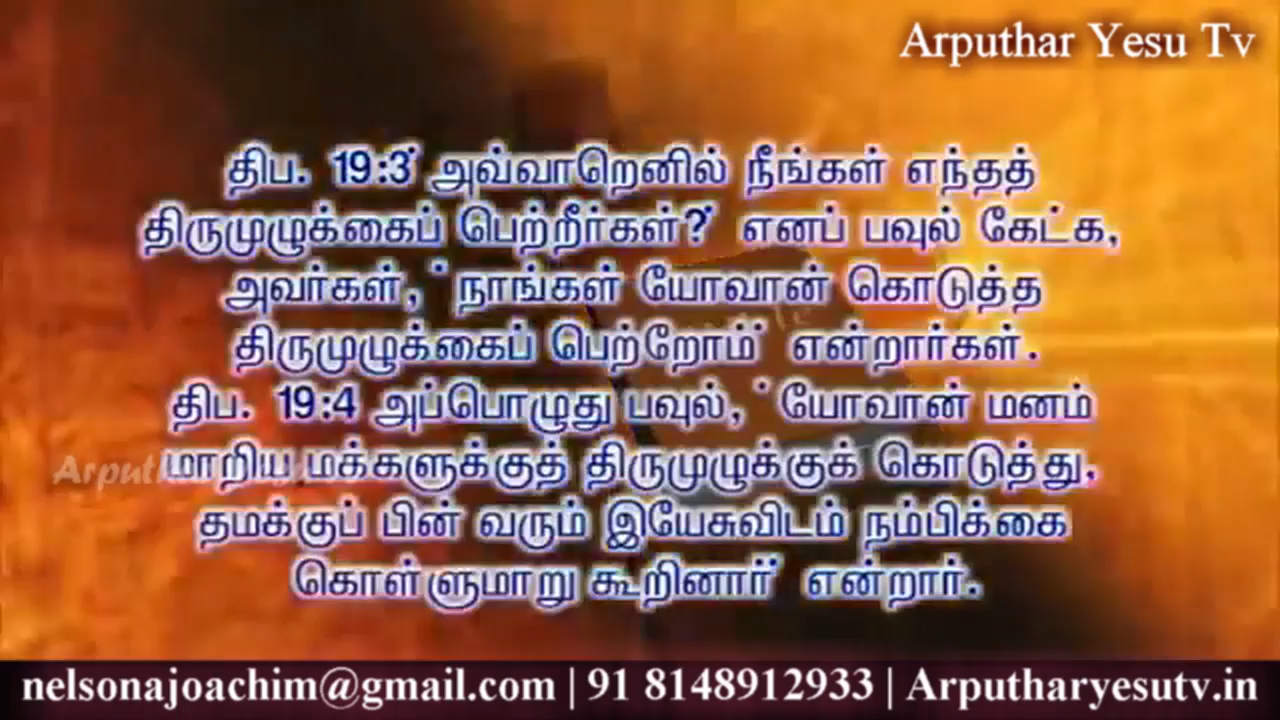 Arputhar Yesu Tv
திப. 19:3 அவ்வாறெனில் நீங்கள் எந்தத்
திருமுழுக்கைப் பெற்றீர்கள்?' எனப் பவுல் கேட்க,
அவர்கள், 'நாங்கள் யோவான் கொடுத்த
திருமுழுக்கைப் பெற்றோம்' என்றார்கள்.
திப. 19:4 அப்பொழுது பவுல், 'யோவான் மனம்
மாறிய மக்களுக்குத் திருமுழுக்குக் கொடுத்து,
தமக்குப் பின் வரும் இயேசுவிடம் நம்பிக்கை
கொள்ளுமாறு கூறினார்' என்றார்.
nelsonajoachim@gmail.com | 91 8148912933 | Arputharyesutv.in